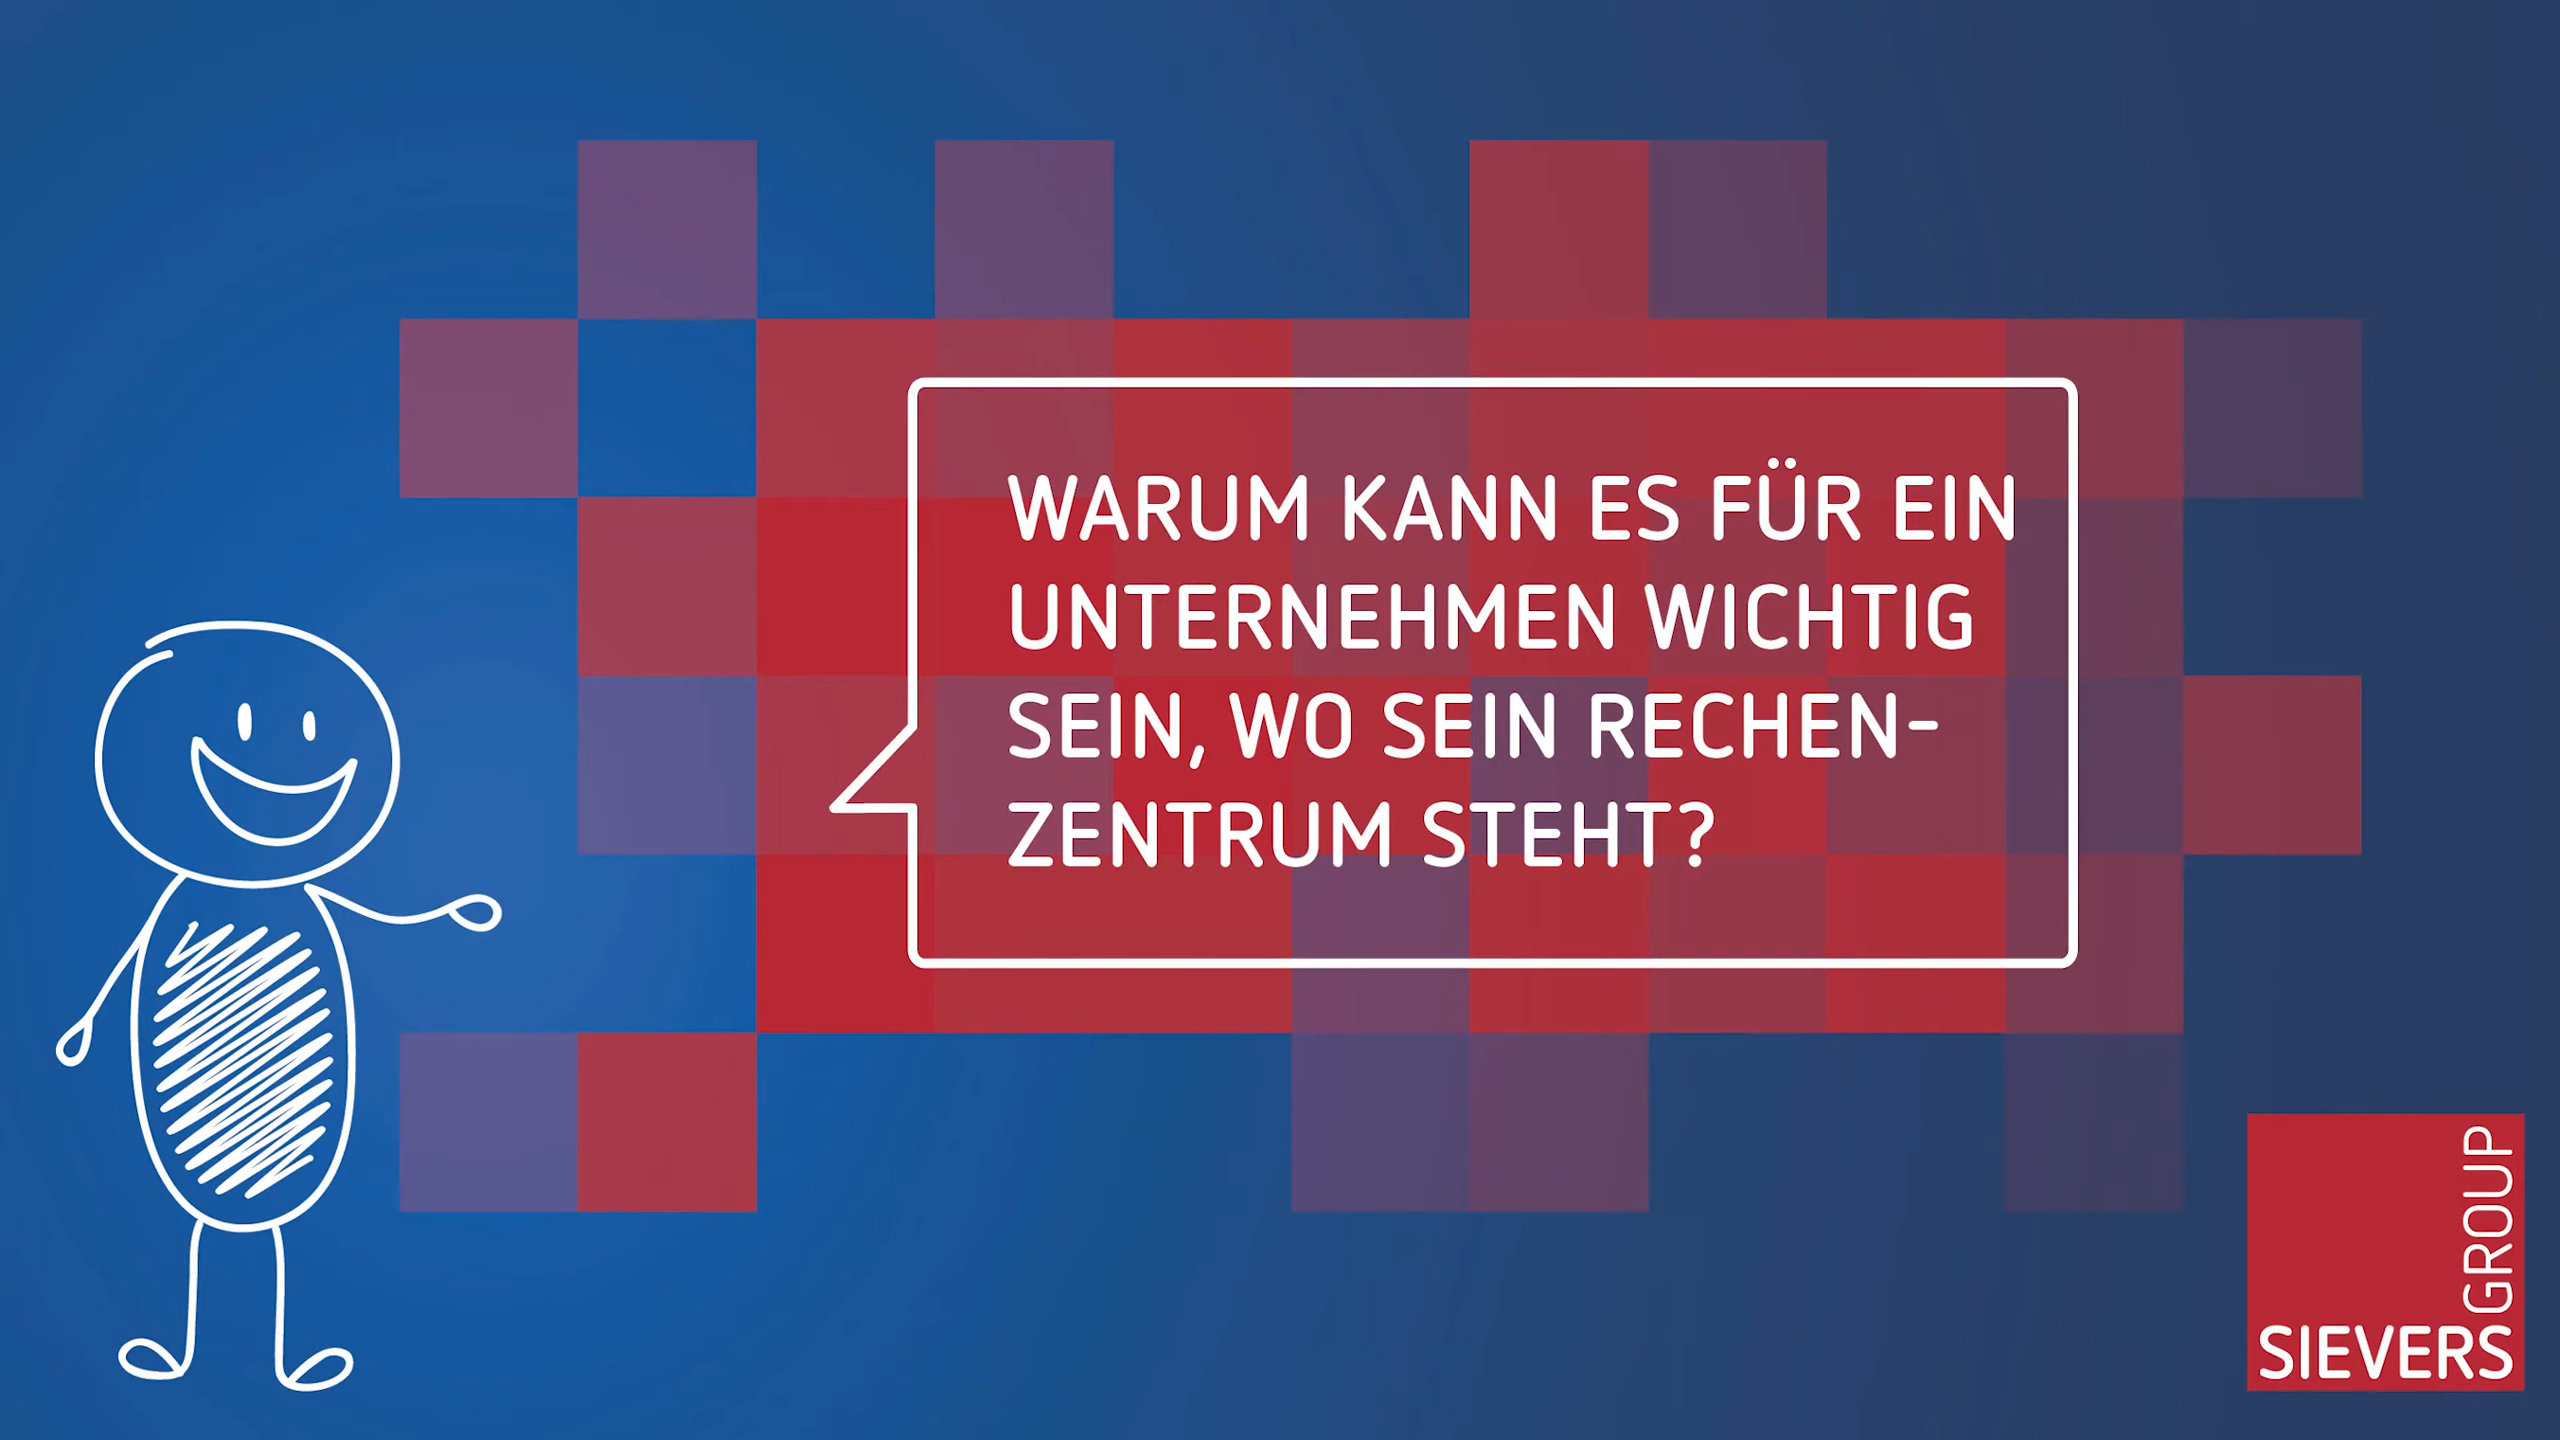 WARUM KANN ES FÜR EIN
UNTERNEHMEN WICHTIG
SEIN, WO SEIN RECHEN-
ZENTRUM STEHT?
SIEVERS
GROUP